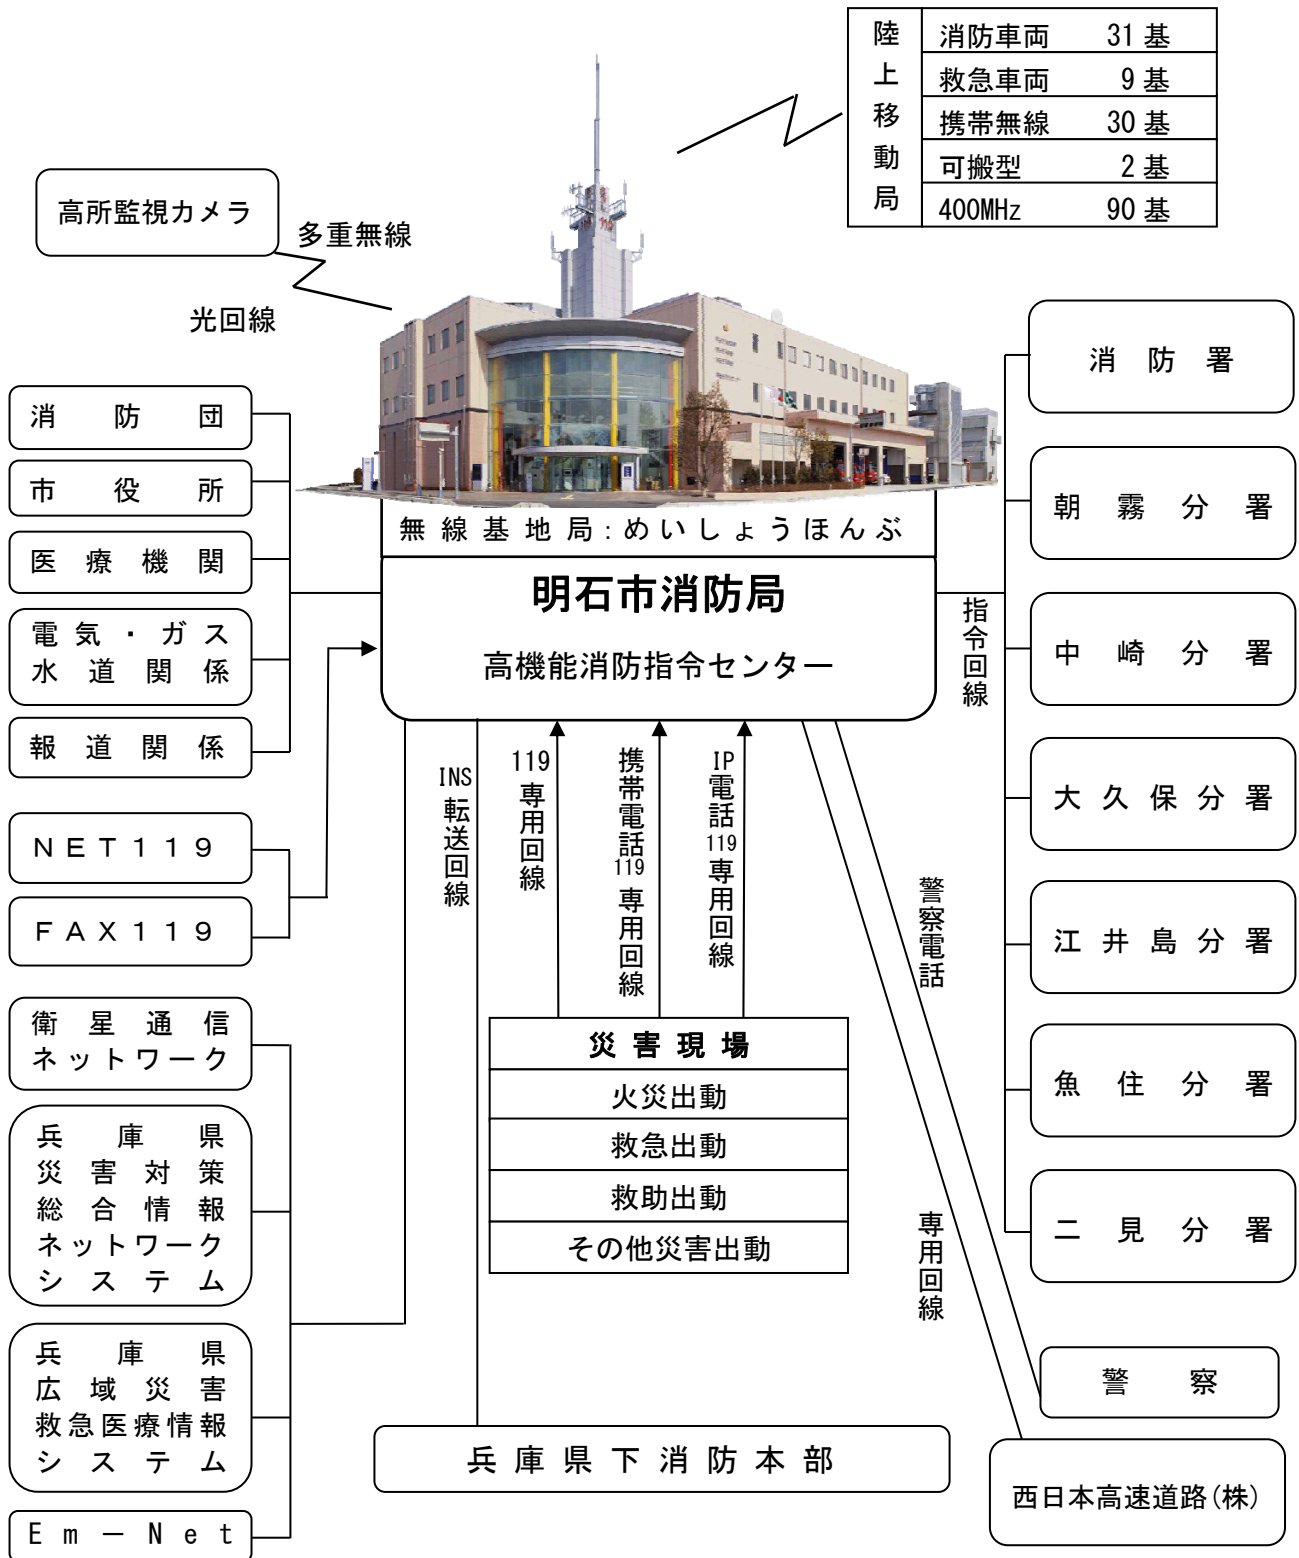 陸上移動局
消防車両 31基
救急車両 9基
携帯無線 30基
可搬型 2基
400MHz 90基
高所監視カメラ
多重無線
光回線
消防団
市役所
医療機関
電気・ガス
水道関係
報道関係
NET119
FAX119
衛星通信
ネットワーク
兵庫県
災害対策
総合情報
ネットワーク
システム
兵庫県
広域災害
救急医療情報
システム
Em－Net
無線基地局:めいしょうほんぶ
明石市消防局
高機能消防指令センター
INS転送回線
119専用回線
携帯電話119専用回線
IP電話119専用回線
災害現場
火災出動
救急出動
救助出動
その他災害出動
兵庫県下消防本部
指令回線
警察電話
専用回線
消防署
朝霧分署
中崎分署
大久保分署
江井島分署
魚住分署
二見分署
警察
西日本高速道路(株)